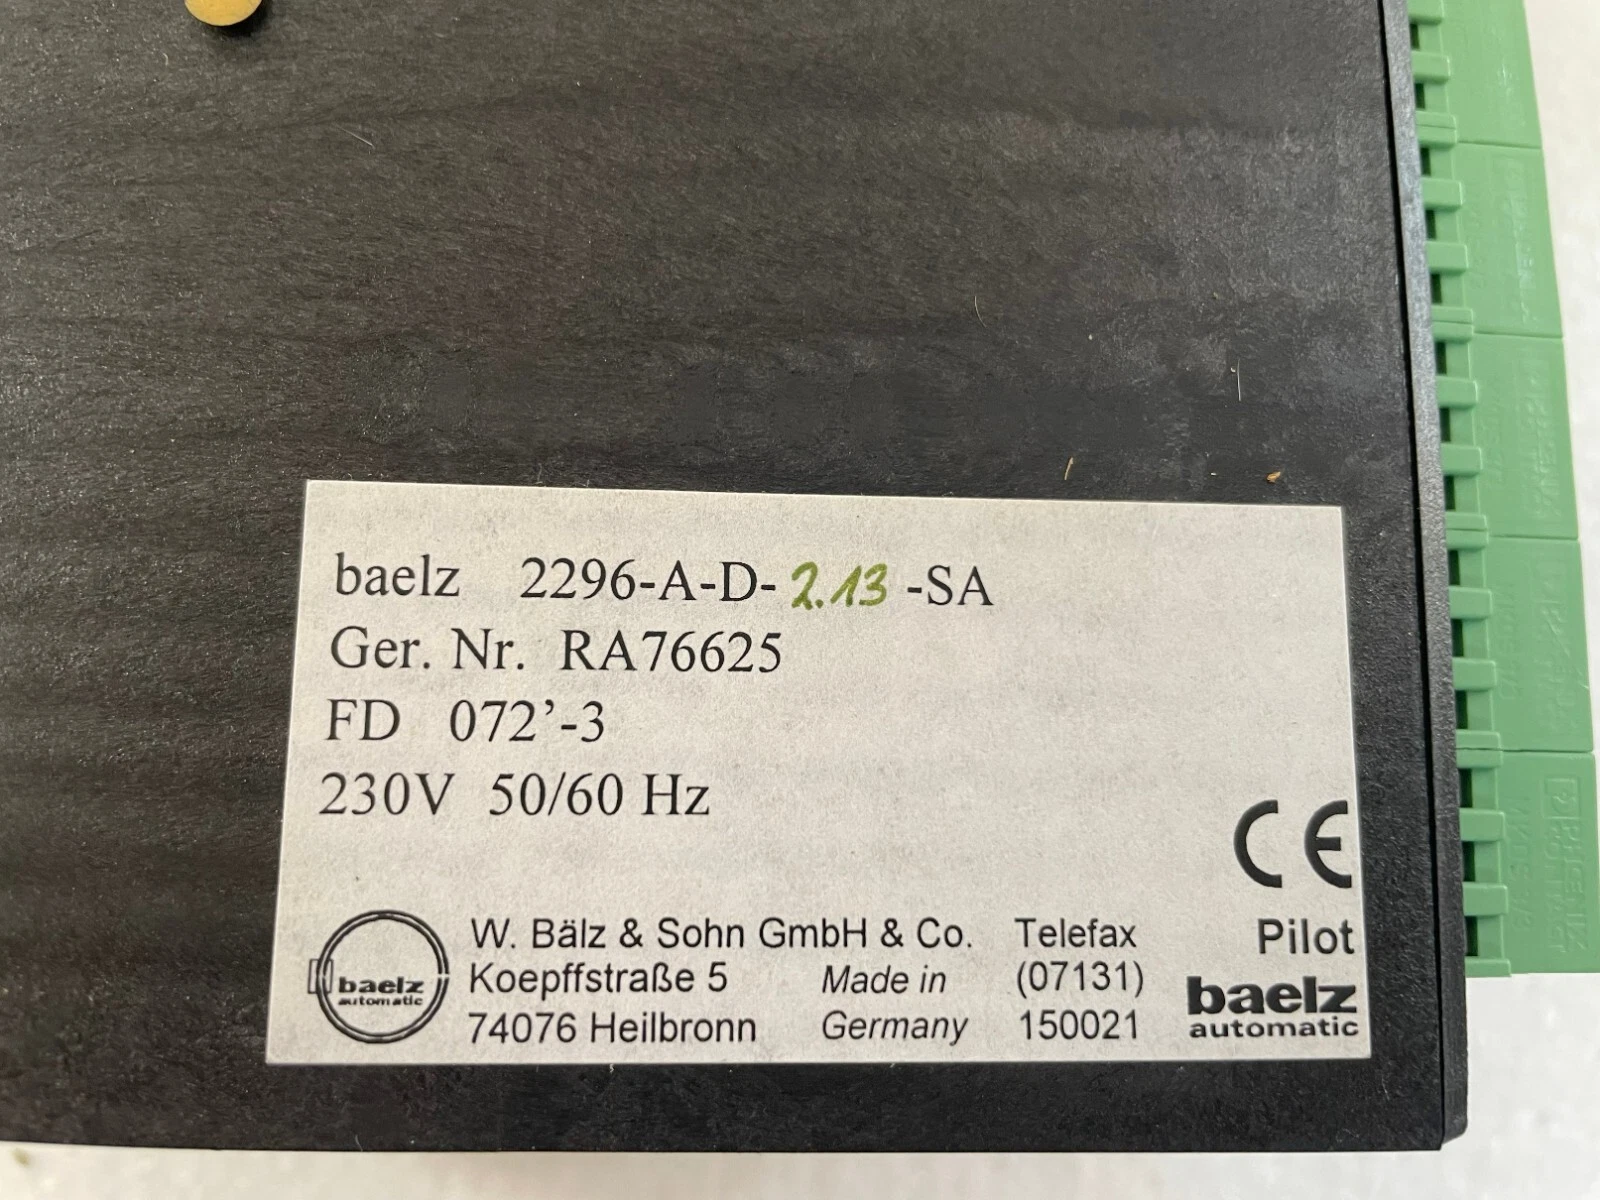 baelz 2296-A-D-2.13-SA
Ger. Nr. RA76625
FD 072'-3
230V 50/60 Hz
CE
W. Bälz & Sohn GmbH & Co.
Koepffstraße 5
74076 Heilbronn
Made in
Germany
Telefax
(07131)
150021
Pilot
baelz
automatic
baelz
automatic